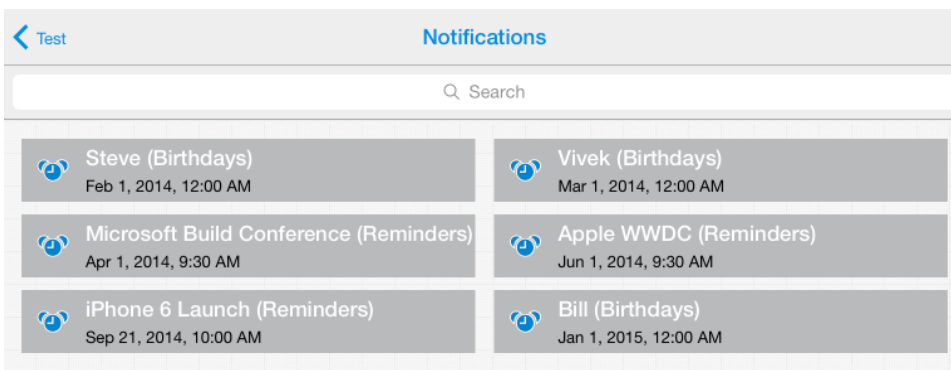 Test
Notifications
Search
Steve (Birthdays)
Feb 1, 2014, 12:00 AM
Vivek (Birthdays)
Mar 1, 2014, 12:00 AM
Microsoft Build Conference (Reminders)
Apr 1, 2014, 9:30 AM
Apple WWDC (Reminders)
Jun 1, 2014, 9:30 AM
iPhone 6 Launch (Reminders)
Sep 21, 2014, 10:00 AM
Bill (Birthdays)
Jan 1, 2015, 12:00 AM